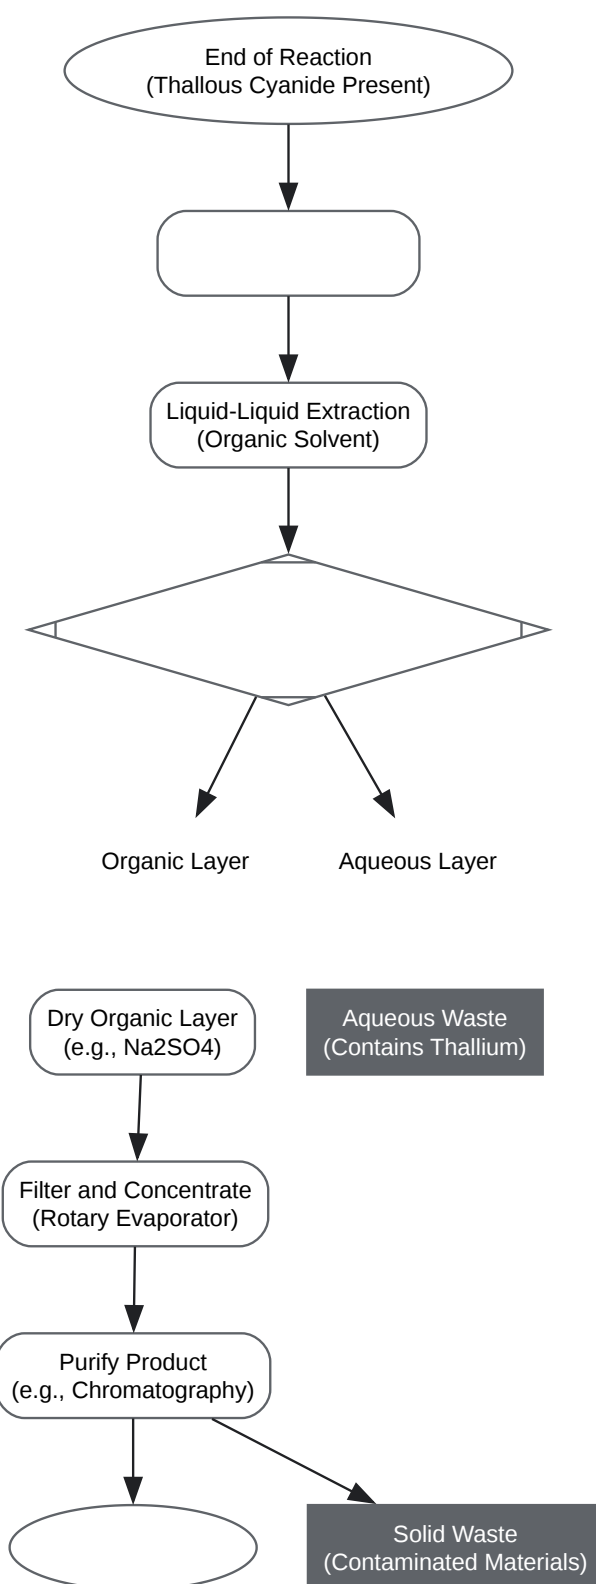 End of Reaction
(Thallous Cyanide Present)
Liquid-Liquid Extraction
(Organic Solvent)
Organic Layer
Aqueous Layer
Dry Organic Layer
(e.g., Na2SO4)
Aqueous Waste
(Contains Thallium)
Filter and Concentrate
(Rotary Evaporator)
Purify Product
(e.g., Chromatography)
Solid Waste
(Contaminated Materials)